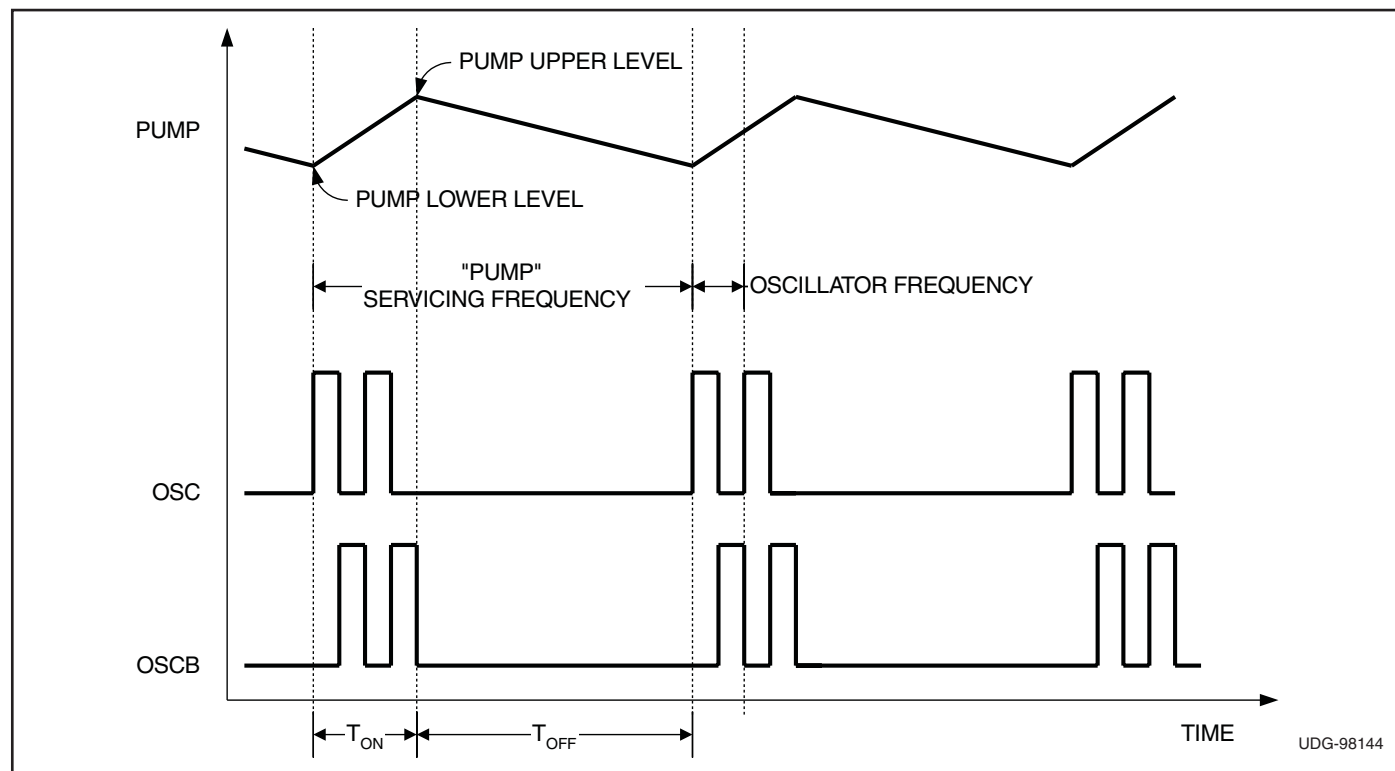 PUMP UPPER LEVEL
PUMP
PUMP LOWER LEVEL
"PUMP"
SERVICING FREQUENCY
OSCILLATOR FREQUENCY
OSC
OSCB
TON
TOFF
TIME
UDG-98144